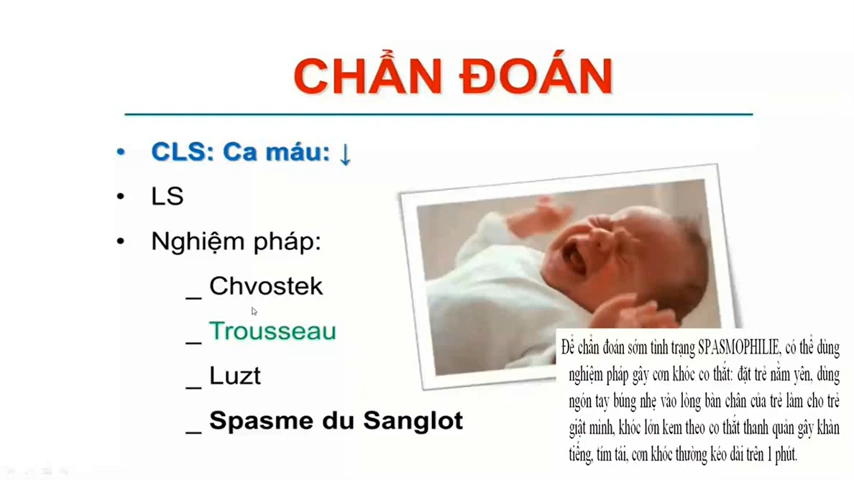 CHẨN ĐOÁN
• CLS: Ca máu: ↓
• LS
• Nghiệm pháp:
_ Chvostek
_ Trousseau
_ Luzt
_ Spasme du Sanglot
Để chẩn đoán sớm tình trạng SPASMOPHILIE, có thể dùng
nghiệm pháp gây cơn khóc co thắt: đặt trẻ nằm yên, dùng
ngón tay búng nhẹ vào lòng bàn chân của trẻ làm cho trẻ
giật mình, khóc lớn kem theo co thắt thanh quản gây khàn
tiếng, tím tái, cơn khóc thường kéo dài trên 1 phút.